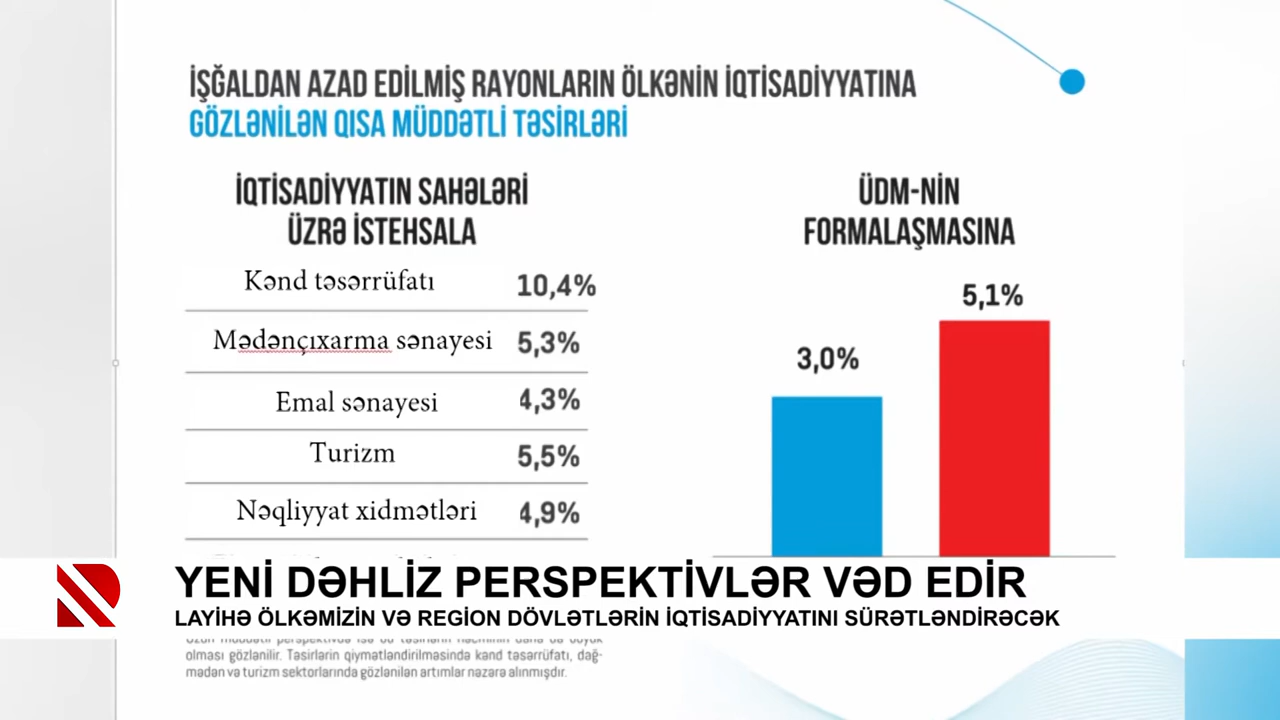 İŞĞALDAN AZAD EDİLMİŞ RAYONLARIN ÖLKƏNİN İQTİSADİYYATINA
GÖZLƏNİLƏN QISA MÜDDƏTLİ TƏSİRLƏRİ
İQTİSADİYYATIN SAHƏLƏRİ
ÜZRƏ İSTEHSALA
Kənd təsərrüfatı 10,4%
Mədənçıxarma sənayesi 5,3%
Emal sənayesi 4,3%
Turizm 5,5%
Nəqliyyat xidmətləri 4,9%
ÜDM-NİN
FORMALAŞMASINA
5,1%
3,0%
YENİ DƏHLİZ PERSPEKTİVLƏR VƏD EDİR
LAYİHƏ ÖLKƏMİZİN VƏ REGİON DÖVLƏTLƏRİN İQTİSADİYYATINI SÜRƏTLƏNDİRƏCƏK
olması gözlənilir. Təsirlərin qiymətləndirilməsində kənd təsərrüfatı, dağ-
mədən və turizm sektorlarında gözlənilən artımlar nəzərə alınmışdır.